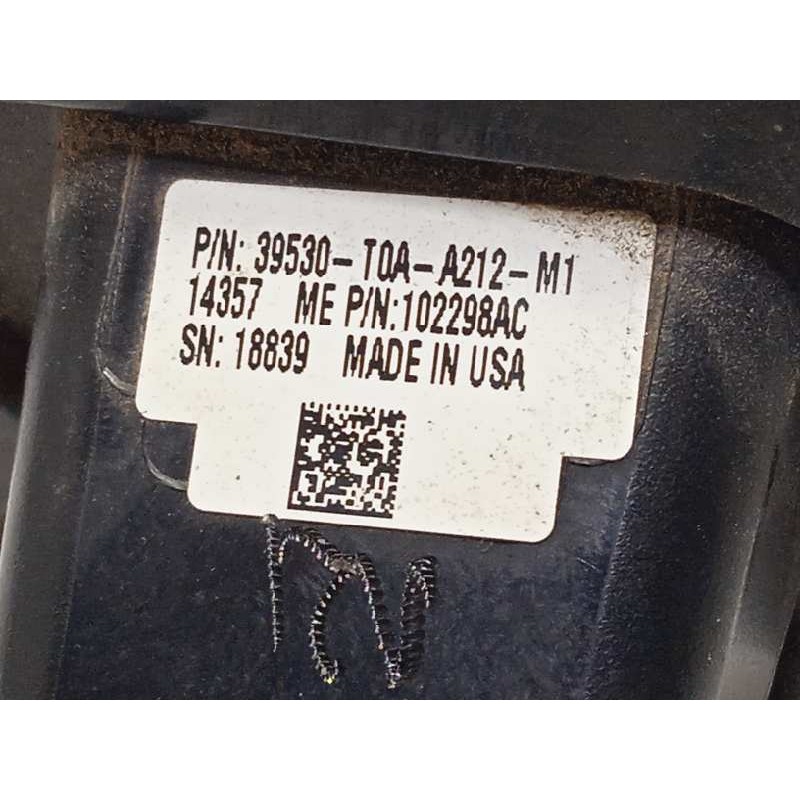 P/N: 39530-T0A-A212-M1
14357 ME P/N:102298AC
SN: 18839 MADE IN USA